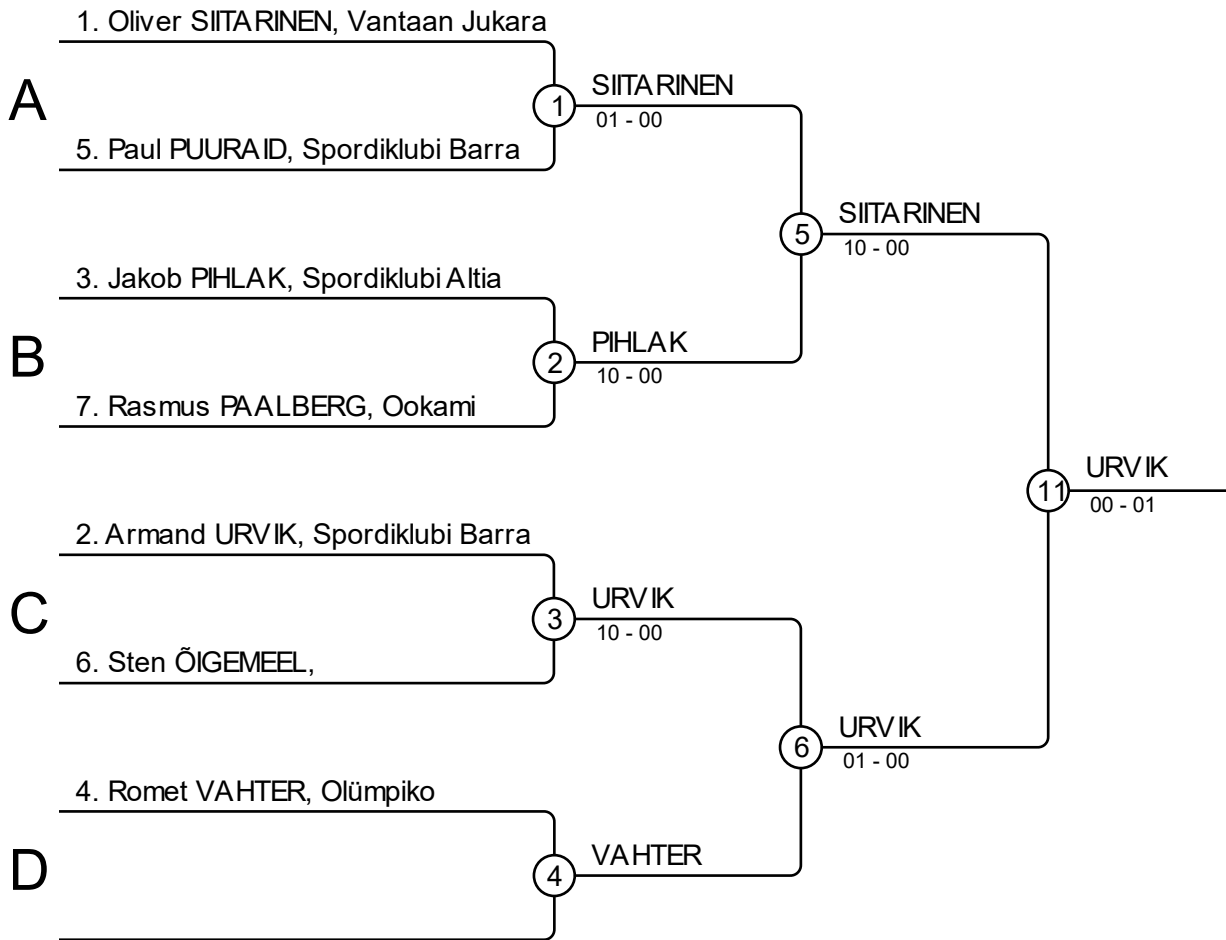 1. Oliver SIITARINEN, Vantaan Jukara
A
1
SIITARINEN
01 - 00
5. Paul PUURAID, Spordiklubi Barra
5
SIITARINEN
10 - 00
3. Jakob PIHLAK, Spordiklubi Altia
B
2
PIHLAK
10 - 00
7. Rasmus PAALBERG, Ookami
11
URVIK
00 - 01
2. Armand URVIK, Spordiklubi Barra
C
3
URVIK
10 - 00
6. Sten ÕIGEMEEL,
6
URVIK
01 - 00
4. Romet VAHTER, Olümpiko
D
4
VAHTER